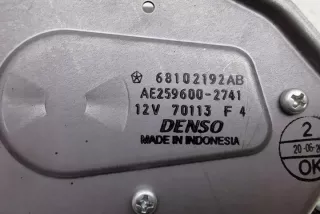 68102192AB
AE259600-2741
12V 70113 F 4
DENSO
MADE IN INDONESIA
2
OK